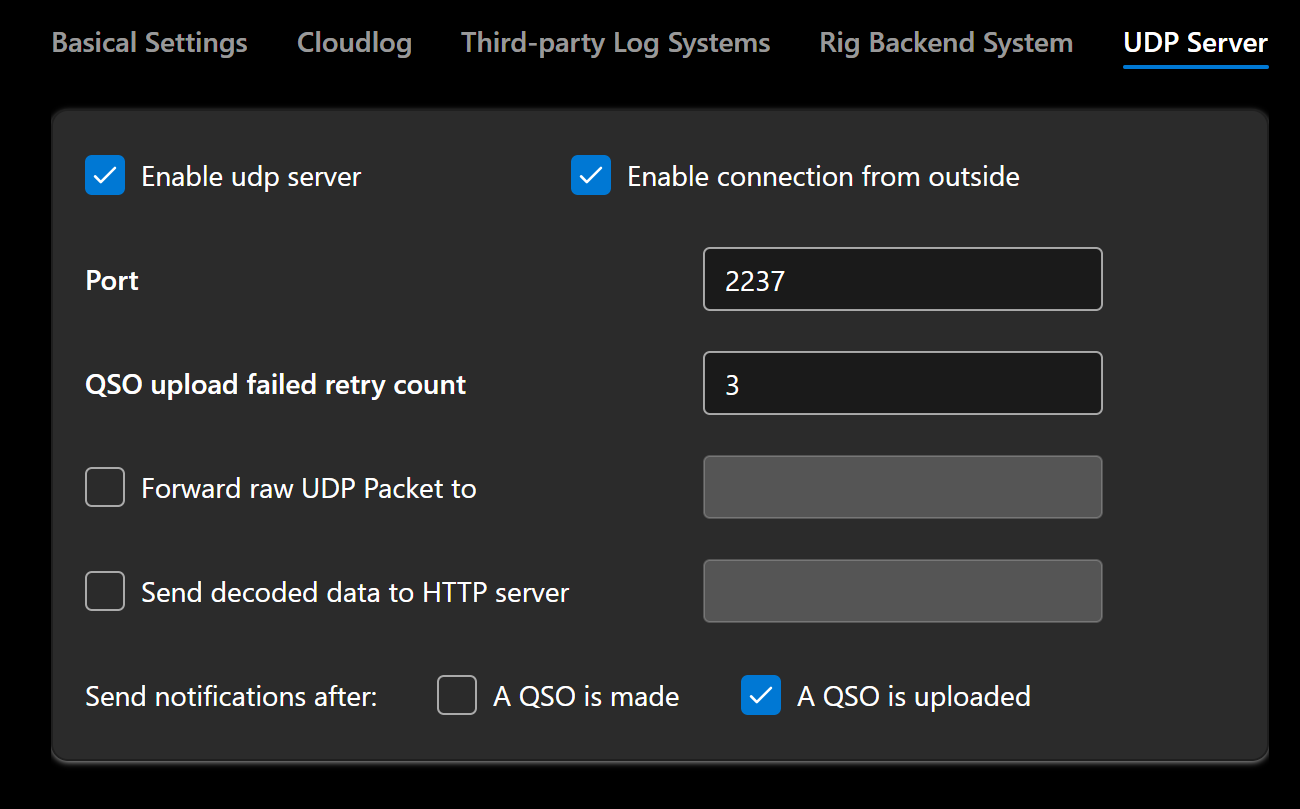 Basical Settings Cloudlog Third-party Log Systems Rig Backend System UDP Server
Enable udp server Enable connection from outside
Port 2237
QSO upload failed retry count 3
Forward raw UDP Packet to
Send decoded data to HTTP server
Send notifications after: A QSO is made A QSO is uploaded